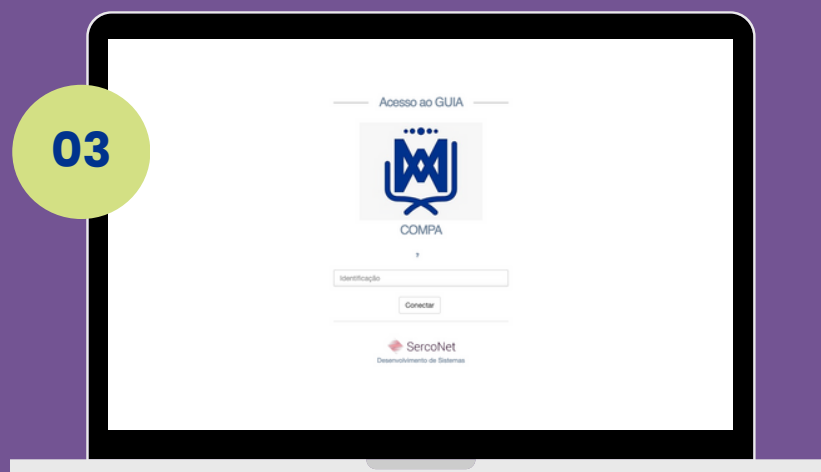 03
Acesso ao GUIA
COMPA
?
Identificação
Conectar
SercoNet
Desenvolvimento de Sistemas